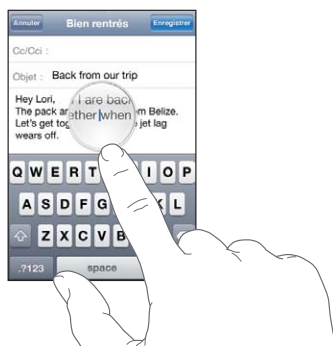 Annuler Bien rentrés Enregistrer
Cc/Cci :
Objet : Back from our trip
Hey Lori,
I are back
The pack ar m Belize.
ether when
Let's get tog jet lag
wears off.
Q W E R T I O P
A S D F G K L
Z X C V B
.?123 space